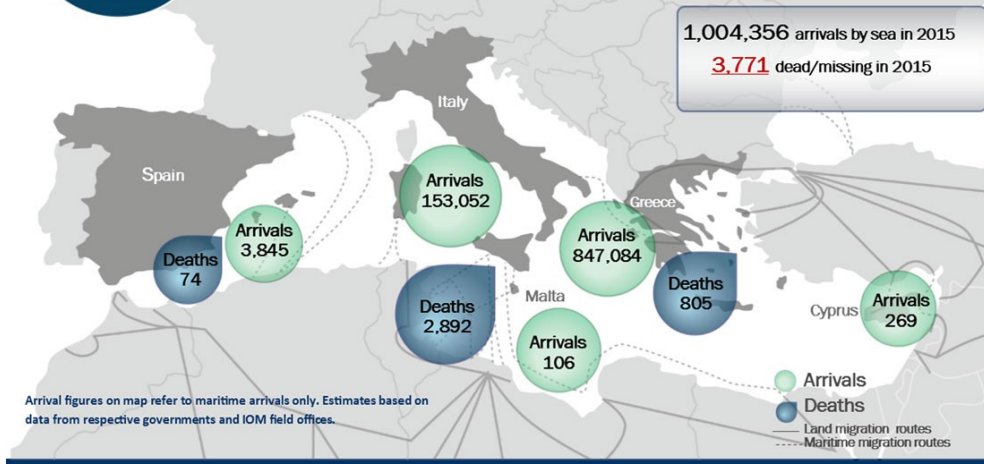 1,004,356 arrivals by sea in 2015
3,771 dead/missing in 2015
Italy
Spain
Arrivals
153,052
Greece
Arrivals
3,845
Arrivals
847,084
Deaths
74
Deaths
2,892
Malta
Deaths
805
Cyprus
Arrivals
269
Arrivals
106
Arrival figures on map refer to maritime arrivals only. Estimates based on
data from respective governments and IOM field offices.
Arrivals
Deaths
Land migration routes
Maritime migration routes